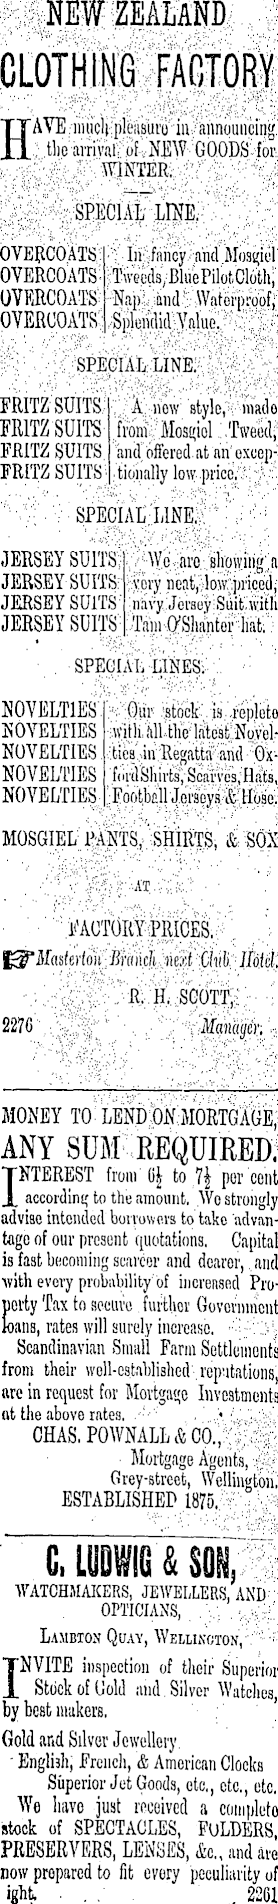 NEW ZEALAND
CLOTHING FACTORY
HAVE much pleasure in announcing
the arrival of NEW GOODS for
WINTER.
SPECIAL LINE.
OVERCOATS In fancy and Mosgiel
OVERCOATS Tweeds, Blue Pilot Cloth,
OVERCOATS Nap and Waterproof,
OVERCOATS Splendid Value.
SPECIAL LINE.
FRITZ SUITS A new style, made
FRITZ SUITS from Mosgiel Tweed,
FRITZ SUITS and offered at an excep-
FRITZ SUITS tionally low price.
SPECIAL LINE.
JERSEY SUITS We are showing a
JERSEY SUITS very neat, low priced,
JERSEY SUITS navy Jersey Suit with
JERSEY SUITS Tam O'Shanter hat.
SPECIAL LINES.
NOVELTIES Our stock is replete
NOVELTIES with all the latest Novel-
NOVELTIES ties in Regatta and Ox-
NOVELTIES ford Shirts, Scarves, Hats,
NOVELTIES Football Jerseys & Hose.
MOSGIEL PANTS, SHIRTS, & SOX
AT
FACTORY PRICES.
☞ Masterton Branch next Club Hotel.
R. H. SCOTT,
2276 Manager.
MONEY TO LEND ON MORTGAGE,
ANY SUM REQUIRED.
INTEREST from 6½ to 7½ per cent
according to the amount. We strongly
advise intended borrowers to take advan-
tage of our present quotations. Capital
is fast becoming scarcer and dearer, and
with every probability of increased Pro-
perty Tax to secure further Government
loans, rates will surely increase.
Scandinavian Small Farm Settlements
from their well-established reputations,
are in request for Mortgage Investments
at the above rates.
CHAS. POWNALL & CO.,
Mortgage Agents,
Grey-street, Wellington.
ESTABLISHED 1875.
C. LUDWIG & SON,
WATCHMAKERS, JEWELLERS, AND
OPTICIANS,
LAMBTON QUAY, WELLINGTON,
INVITE inspection of their Superior
Stock of Gold and Silver Watches,
by best makers.
Gold and Silver Jewellery
English, French, & American Clocks
Superior Jet Goods, etc., etc., etc.
We have just received a complete
stock of SPECTACLES, FOLDERS,
PRESERVERS, LENSES, &c., and are
now prepared to fit every peculiarity of
ight. 2261